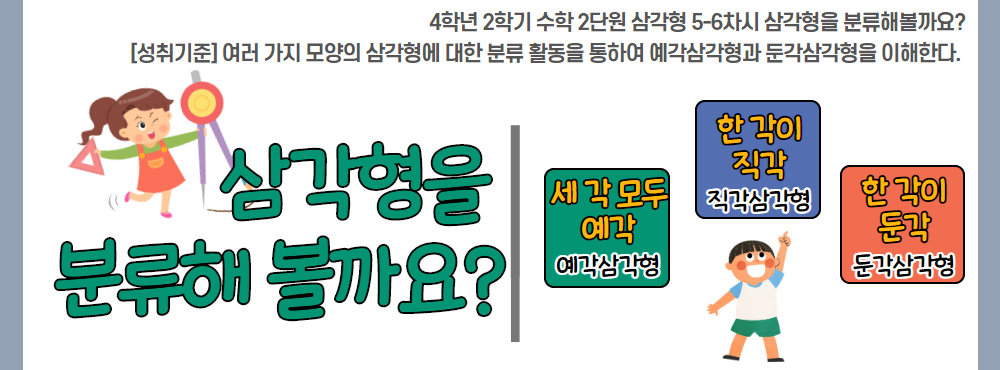 4학년 2학기 수학 2단원 삼각형 5-6차시 삼각형을 분류해볼까요?
[성취기준] 여러 가지 모양의 삼각형에 대한 분류 활동을 통하여 예각삼각형과 둔각삼각형을 이해한다.
삼각형을
분류해 볼까요?
세 각 모두
예각
예각삼각형
한 각이
직각
직각삼각형
한 각이
둔각
둔각삼각형